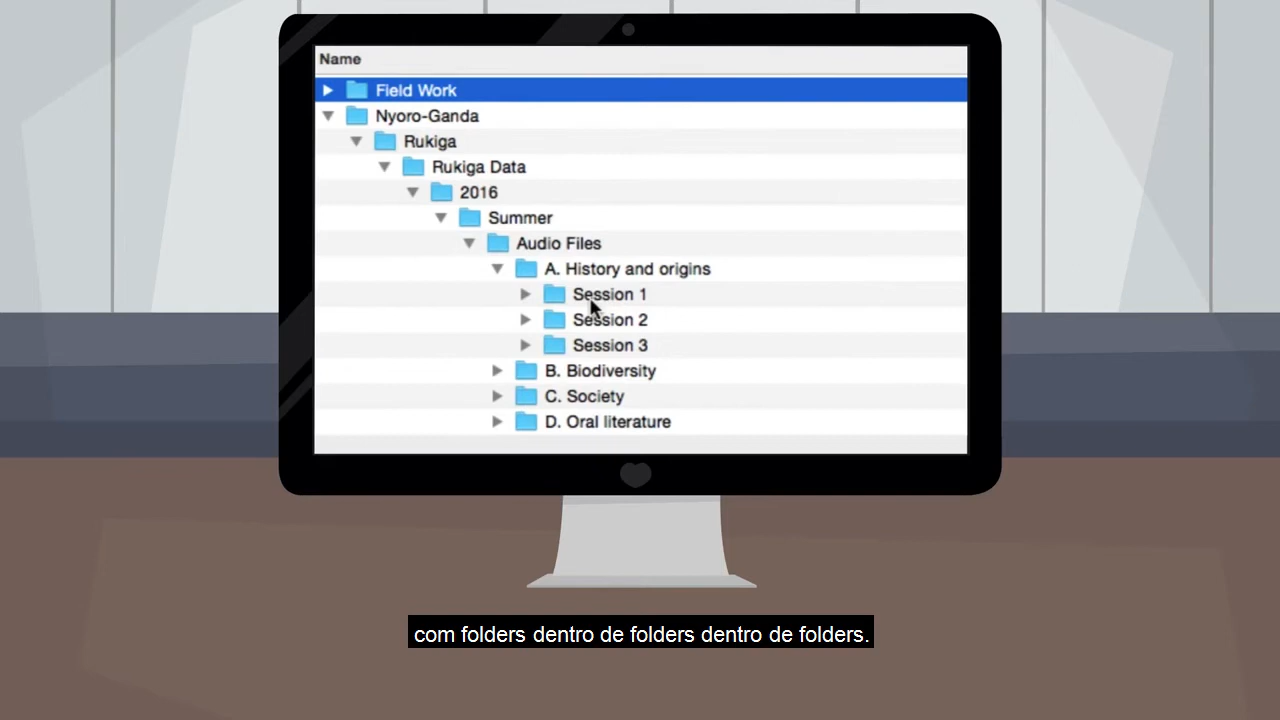 Name
Field Work
Nyoro-Ganda
Rukiga
Rukiga Data
2016
Summer
Audio Files
A. History and origins
Session 1
Session 2
Session 3
B. Biodiversity
C. Society
D. Oral literature
com folders dentro de folders dentro de folders.